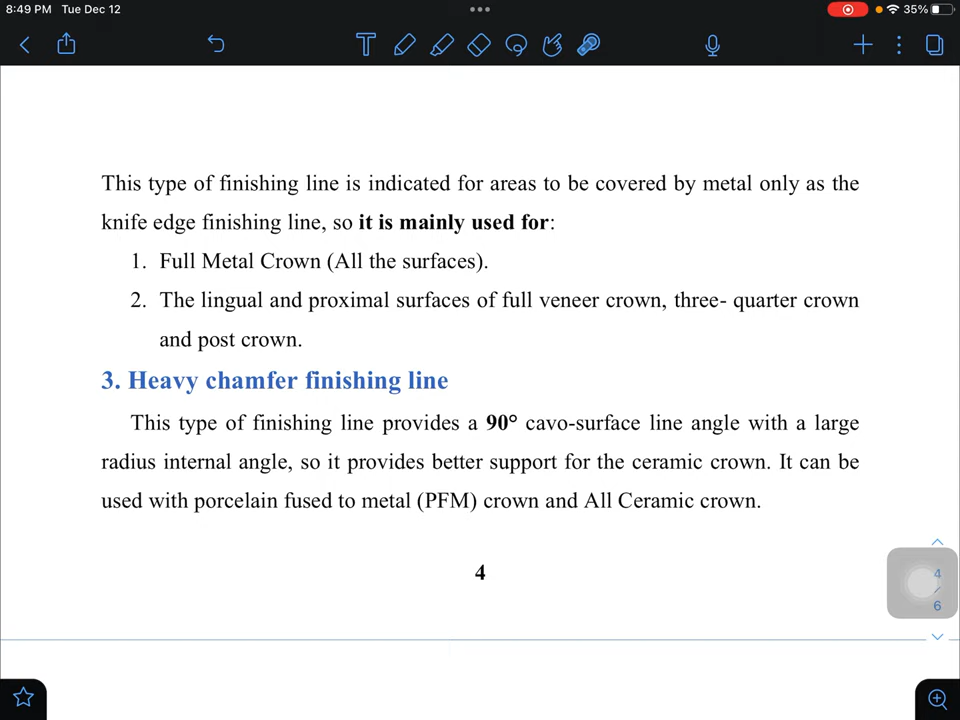 8:49 PM Tue Dec 12
35%
This type of finishing line is indicated for areas to be covered by metal only as the
knife edge finishing line, so it is mainly used for:
1. Full Metal Crown (All the surfaces).
2. The lingual and proximal surfaces of full veneer crown, three- quarter crown
and post crown.
3. Heavy chamfer finishing line
This type of finishing line provides a 90° cavo-surface line angle with a large
radius internal angle, so it provides better support for the ceramic crown. It can be
used with porcelain fused to metal (PFM) crown and All Ceramic crown.
4
4
/
6